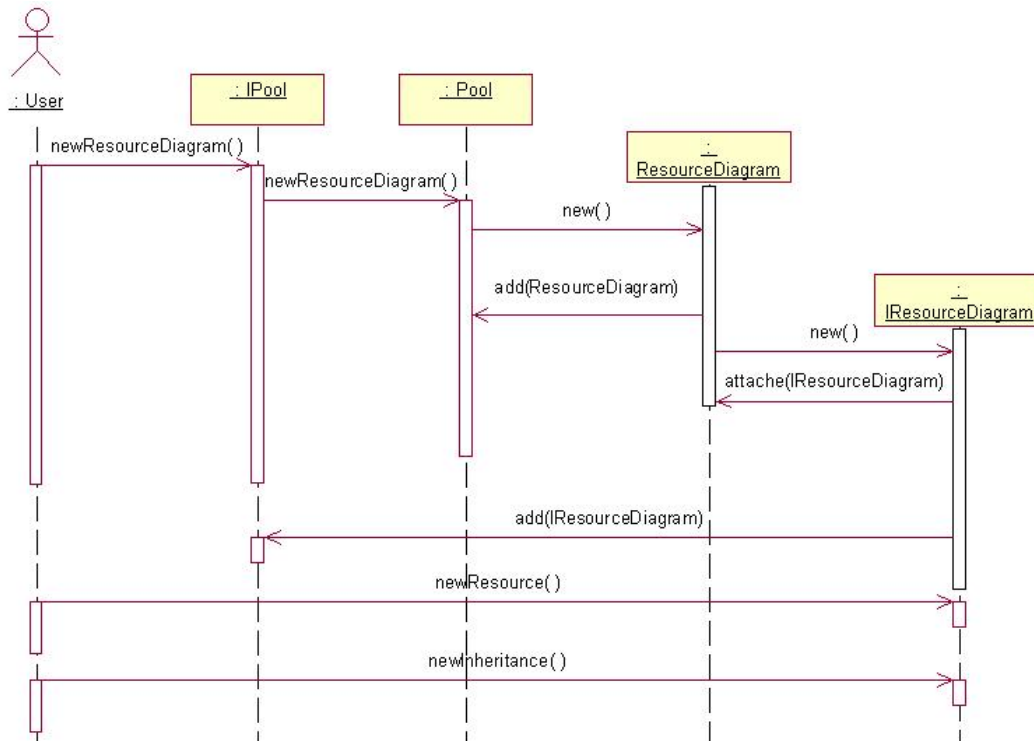 : User
: IPool
: Pool
:
ResourceDiagram
:
IResourceDiagram
newResourceDiagram( )
newResourceDiagram( )
new( )
add(ResourceDiagram)
new( )
attache(IResourceDiagram)
add(IResourceDiagram)
newResource( )
newInheritance( )